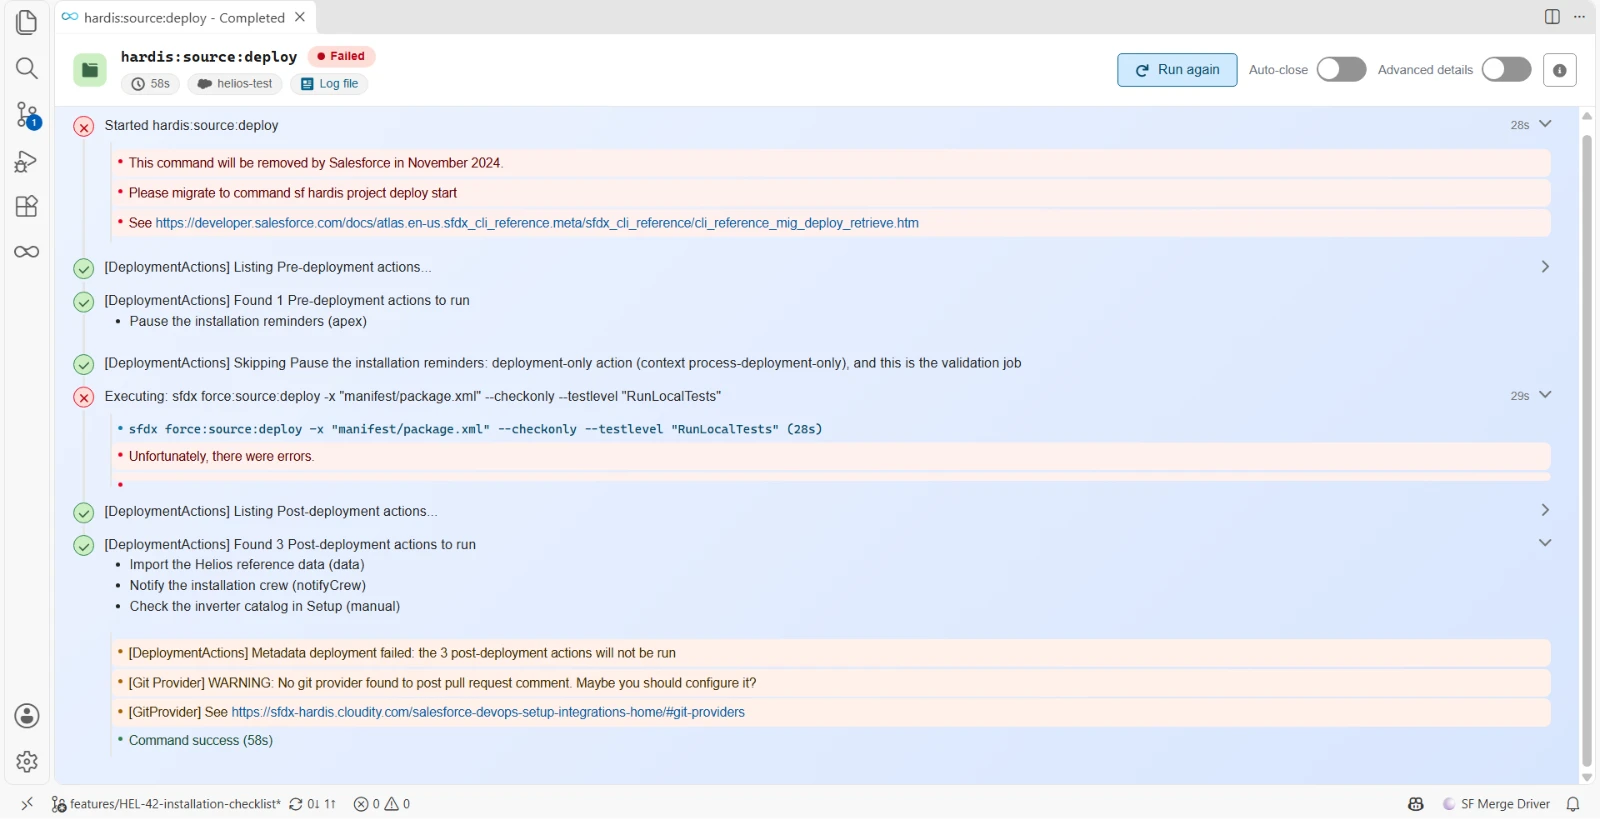 hardis:source:deploy - Completed
hardis:source:deploy
Failed
58s
helios-test
Log file
Run again
Auto-close
Advanced details
1
Started hardis:source:deploy
28s
This command will be removed by Salesforce in November 2024.
Please migrate to command sf hardis project deploy start
See https://developer.salesforce.com/docs/atlas.en-us.sfdx_cli_reference.meta/sfdx_cli_reference/cli_reference_mig_deploy_retrieve.htm
[DeploymentActions] Listing Pre-deployment actions...
[DeploymentActions] Found 1 Pre-deployment actions to run
Pause the installation reminders (apex)
[DeploymentActions] Skipping Pause the installation reminders: deployment-only action (context process-deployment-only), and this is the validation job
Executing: sfdx force:source:deploy -x "manifest/package.xml" --checkonly --testlevel "RunLocalTests"
29s
sfdx force:source:deploy -x "manifest/package.xml" --checkonly --testlevel "RunLocalTests" (28s)
Unfortunately, there were errors.
[DeploymentActions] Listing Post-deployment actions...
[DeploymentActions] Found 3 Post-deployment actions to run
Import the Helios reference data (data)
Notify the installation crew (notifyCrew)
Check the inverter catalog in Setup (manual)
[DeploymentActions] Metadata deployment failed: the 3 post-deployment actions will not be run
[Git Provider] WARNING: No git provider found to post pull request comment. Maybe you should configure it?
[GitProvider] See https://sfdx-hardis.cloudity.com/salesforce-devops-setup-integrations-home/#git-providers
Command success (58s)
features/HEL-42-installation-checklist* 0↓ 1↑ 0 0
SF Merge Driver